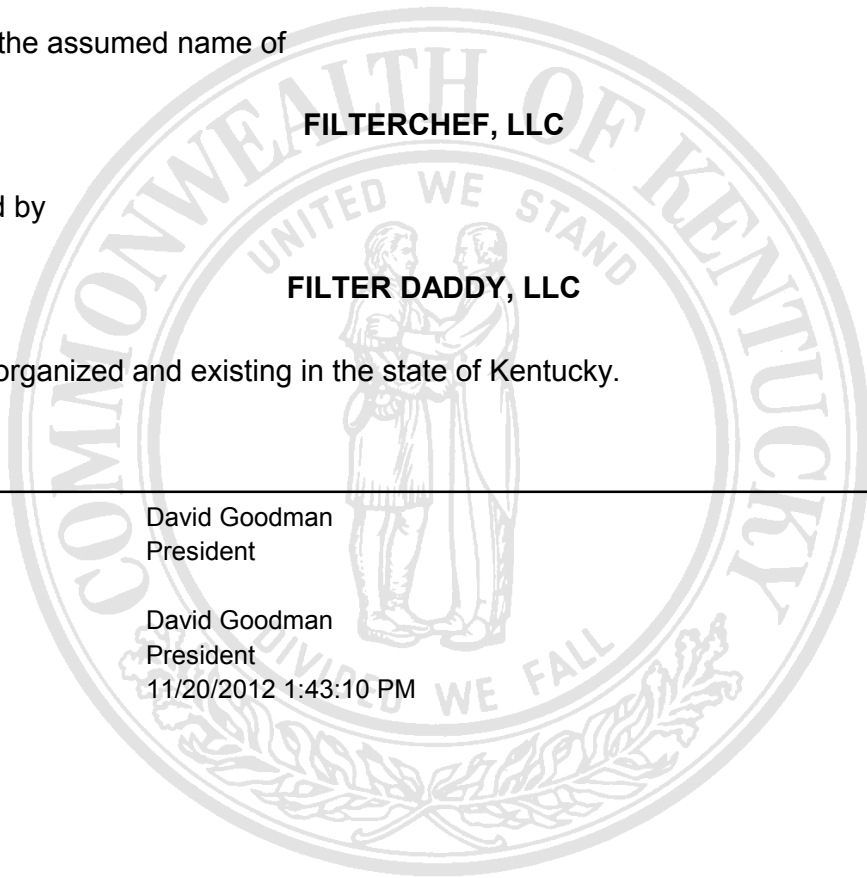 the assumed name of
FILTERCHEF, LLC
d by
FILTER DADDY, LLC
organized and existing in the state of Kentucky.
David Goodman
President
David Goodman
President
11/20/2012 1:43:10 PM
COMMONWEALTH OF KENTUCKY
UNITED WE STAND
DIVIDED WE FALL